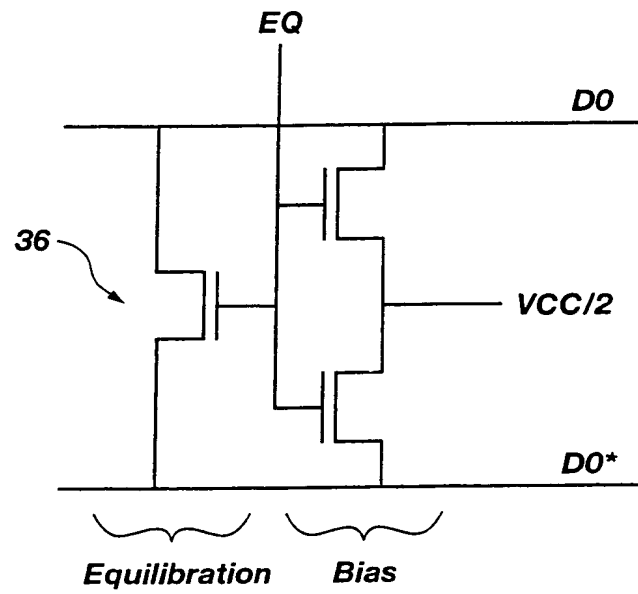 EQ
D0
36
VCC/2
D0*
Equilibration
Bias